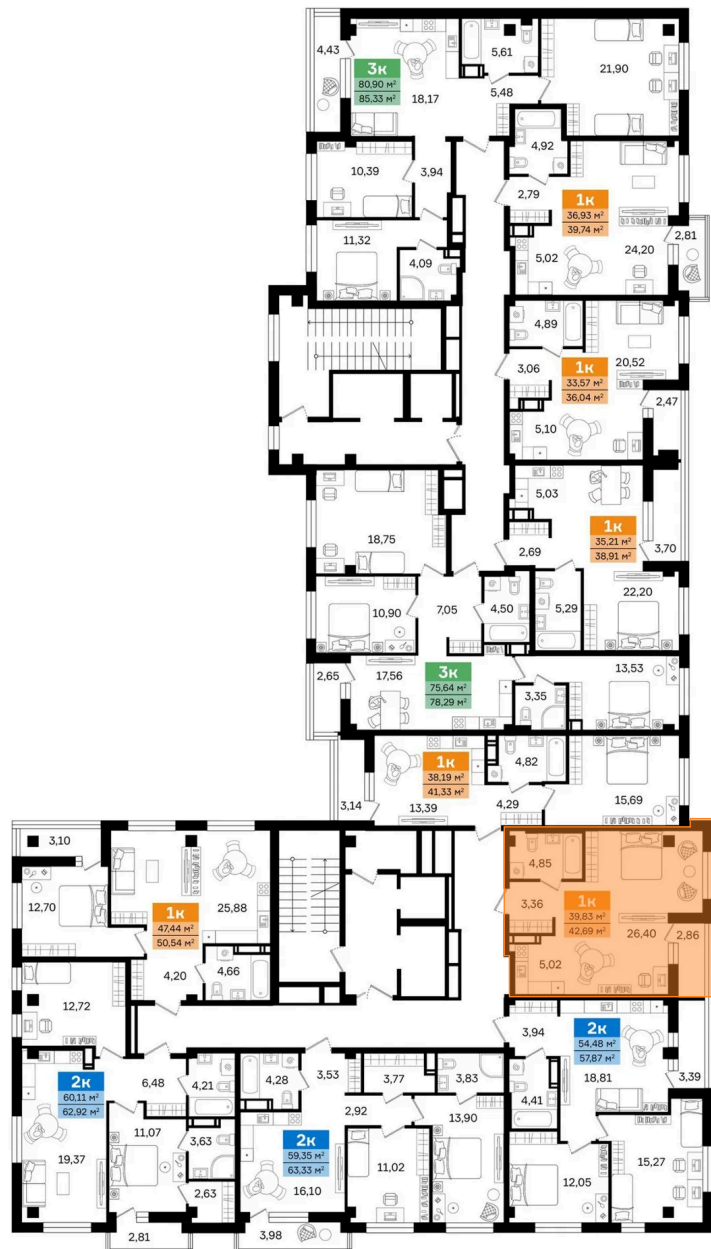 4,43
3к
80,90 м²
85,33 м²
18,17
5,61
5,48
21,90
10,39
3,94
4,92
2,79
1к
36,93 м²
39,74 м²
2,81
11,32
4,09
5,02
24,20
4,89
3,06
1к
33,57 м²
36,04 м²
20,52
2,47
5,10
18,75
5,03
1к
35,21 м²
38,91 м²
2,69
3,70
10,90
7,05
4,50
5,29
22,20
2,65
17,56
3к
75,64 м²
78,29 м²
3,35
13,53
3,14
1к
38,19 м²
41,33 м²
13,39
4,82
4,29
15,69
3,10
12,70
25,88
1к
47,44 м²
50,54 м²
4,20
4,66
4,85
3,36
1к
39,83 м²
42,69 м²
26,40
2,86
5,02
12,72
3,94
2к
54,48 м²
57,87 м²
18,81
3,39
4,41
2к
60,11 м²
62,92 м²
6,48
4,21
4,28
3,53
3,77
3,83
2,92
13,90
19,37
11,07
3,63
2,63
2к
59,35 м²
63,33 м²
16,10
11,02
12,05
15,27
2,81
3,98